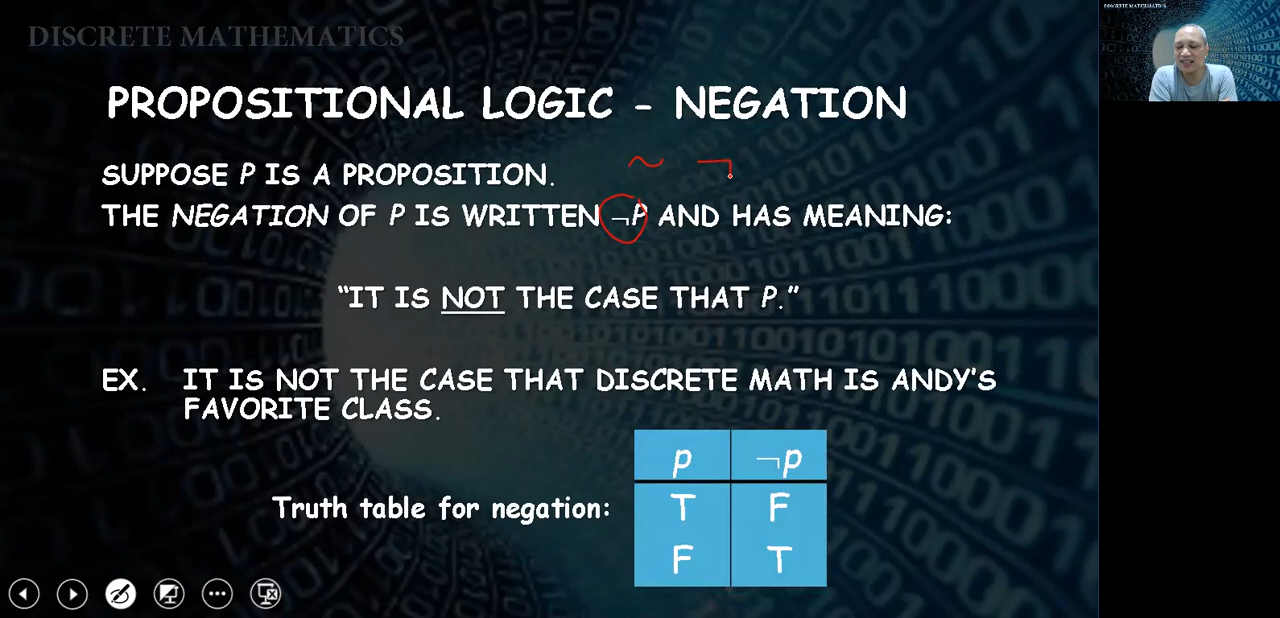 DISCRETE MATHEMATICS
DISCRETE MATHEMATICS
PROPOSITIONAL LOGIC - NEGATION
~ ¬
SUPPOSE P IS A PROPOSITION.
THE NEGATION OF P IS WRITTEN ¬P AND HAS MEANING:
“IT IS NOT THE CASE THAT P.”
EX. IT IS NOT THE CASE THAT DISCRETE MATH IS ANDY’S
FAVORITE CLASS.
Truth table for negation:
p ¬p
T F
F T